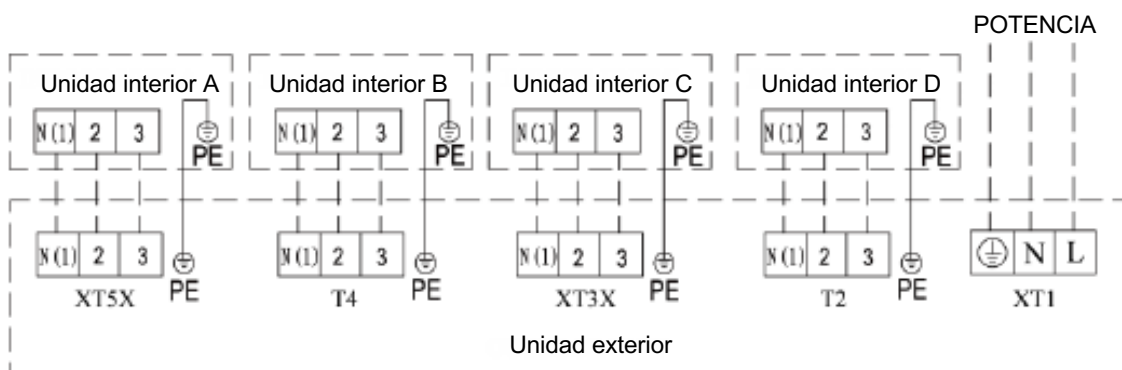 POTENCIA
Unidad interior A Unidad interior B Unidad interior C Unidad interior D
N (1) 2 3 N (1) 2 3 N (1) 2 3 N (1) 2 3
PE PE PE PE
N (1) 2 3 N (1) 2 3 N (1) 2 3 N (1) 2 3 N L
PE PE PE PE
XT5X T4 XT3X T2 XT1
Unidad exterior